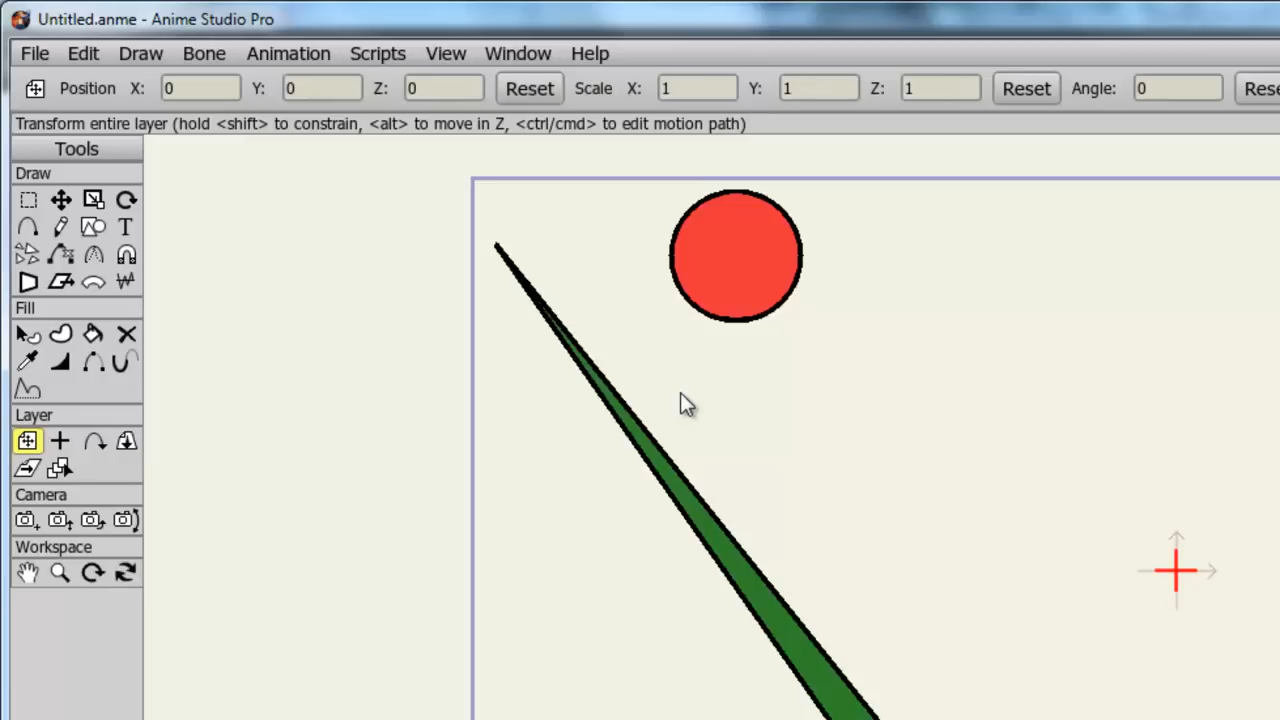 Untitled.anme - Anime Studio Pro
File Edit Draw Bone Animation Scripts View Window Help
Position X: 0 Y: 0 Z: 0 Reset Scale X: 1 Y: 1 Z: 1 Reset Angle: 0
Transform entire layer (hold <shift> to constrain, <alt> to move in Z, <ctrl/cmd> to edit motion path)
Tools
Draw
T
Fill
Layer
Camera
Workspace